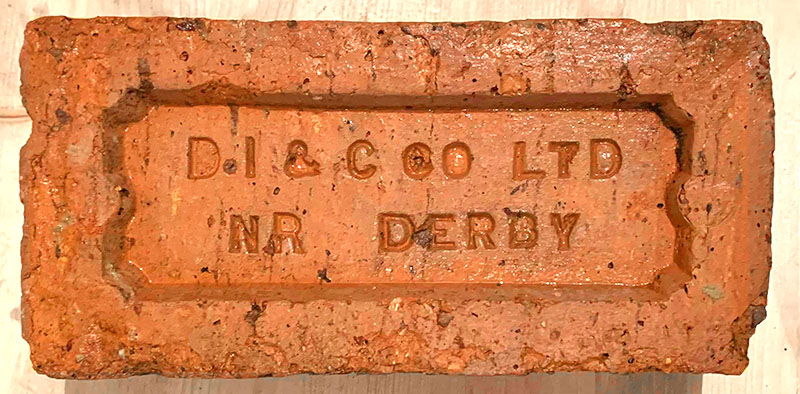 D.I & C CO LTD
NR DERBY